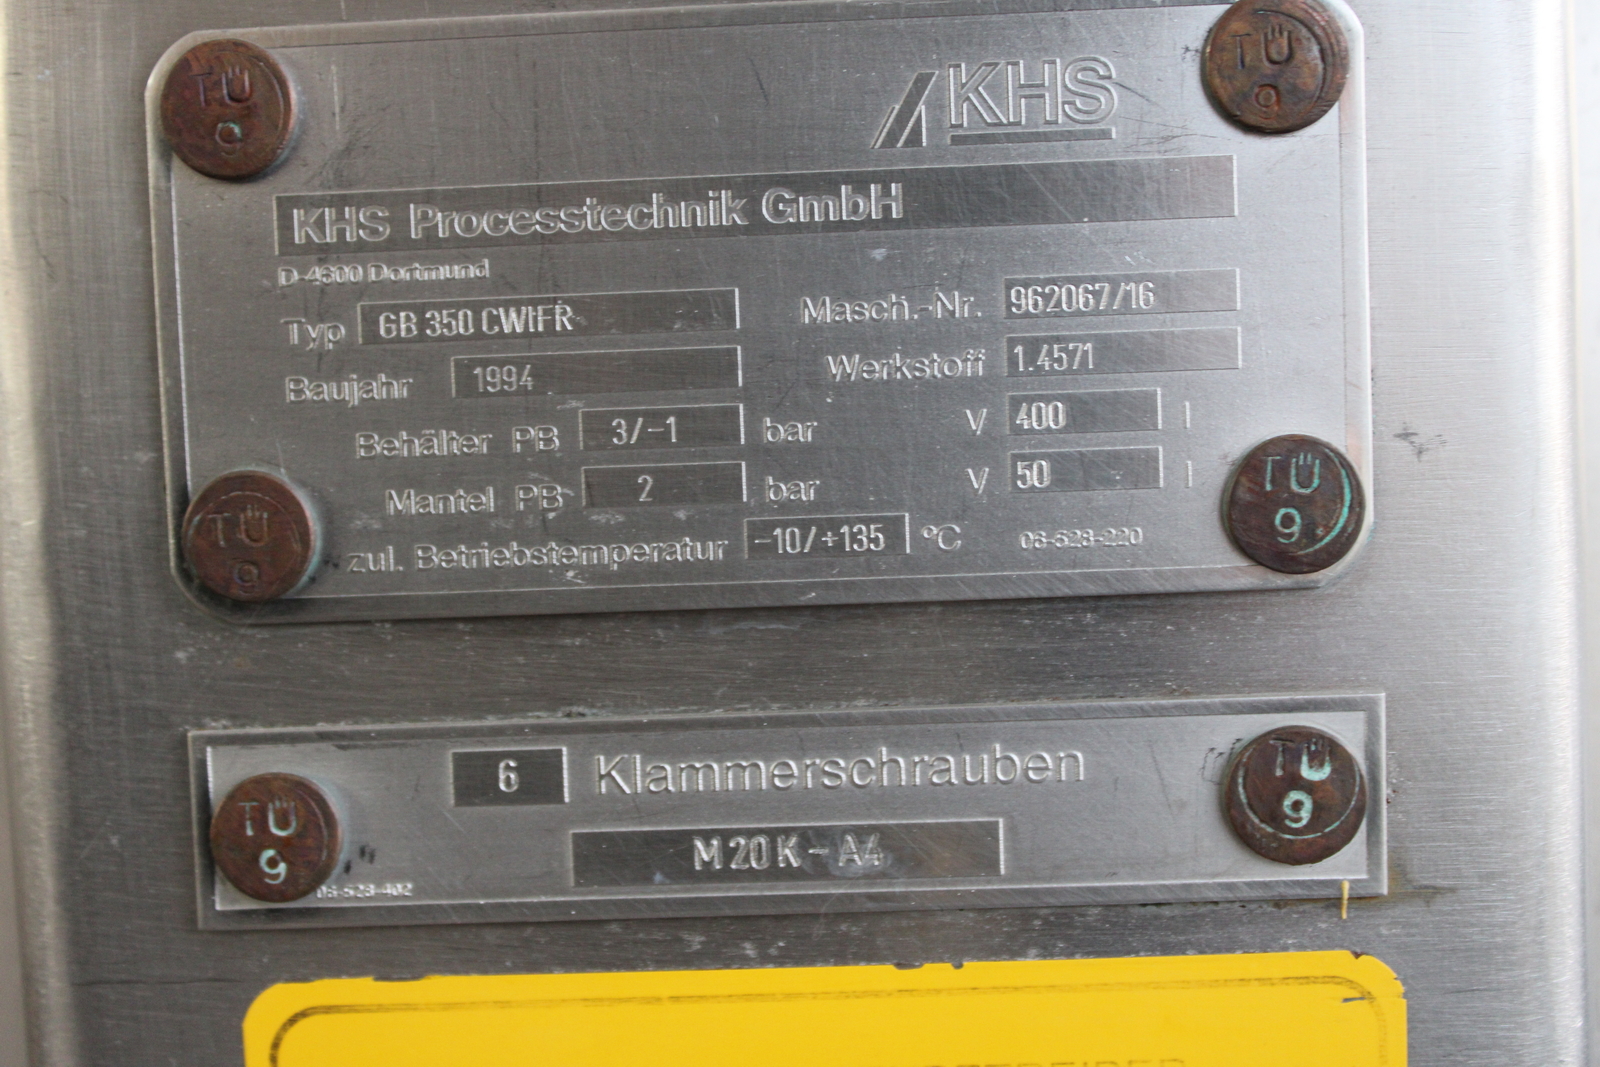 TÜ 9
TÜ 9
KHS
KHS Processtechnik GmbH
D-4600 Dortmund
Typ GB 350 CWIFR Masch.-Nr. 962067/16
Baujahr 1994 Werkstoff 1.4571
Behälter PB 3/-1 bar V 400 l
Mantel PB 2 bar V 50 l
zul. Betriebstemperatur -10/+135 °C 06-528-220
TÜ 9
TÜ 9
6 Klammerschrauben
M 20 K - A4
TÜ 9
TÜ 9
06-528-402